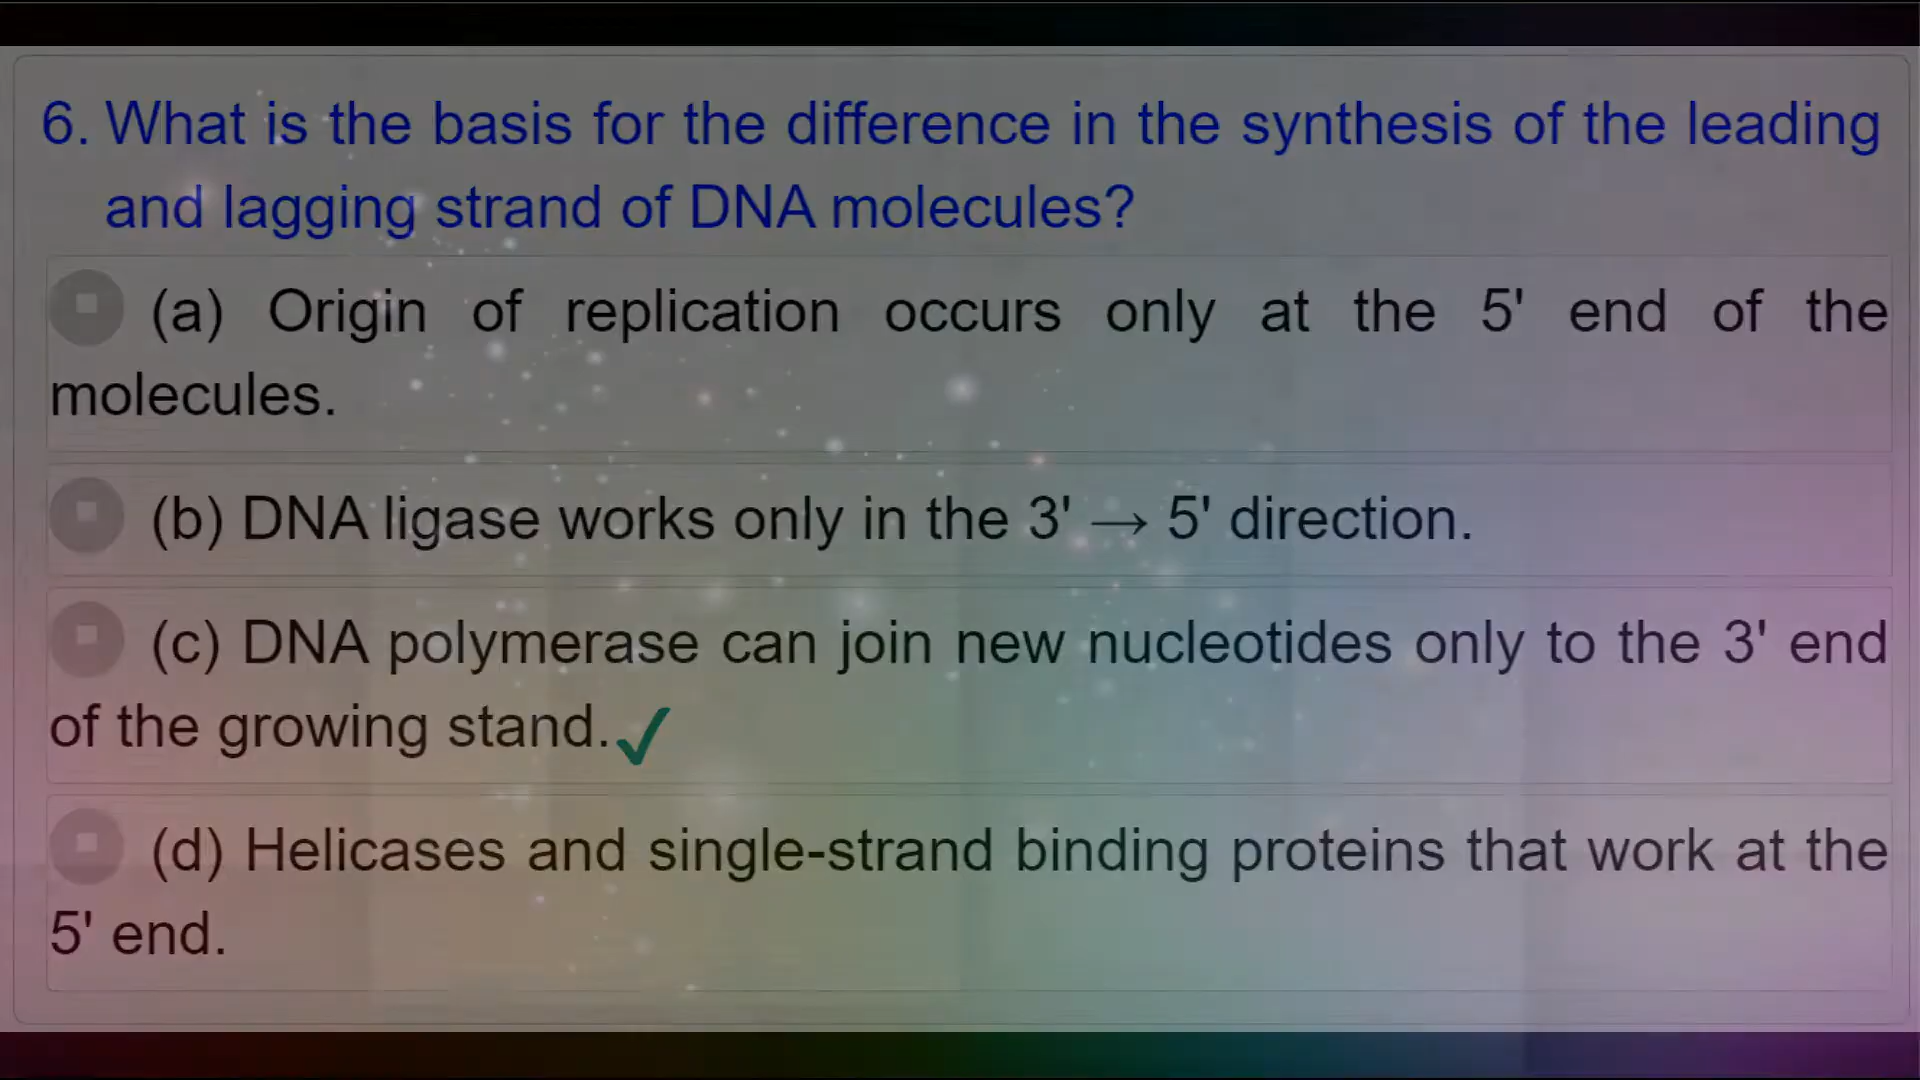 6. What is the basis for the difference in the synthesis of the leading
and lagging strand of DNA molecules?
(a) Origin of replication occurs only at the 5' end of the
molecules.
(b) DNA ligase works only in the 3' → 5' direction.
(c) DNA polymerase can join new nucleotides only to the 3' end
of the growing stand.✓
(d) Helicases and single-strand binding proteins that work at the
5' end.